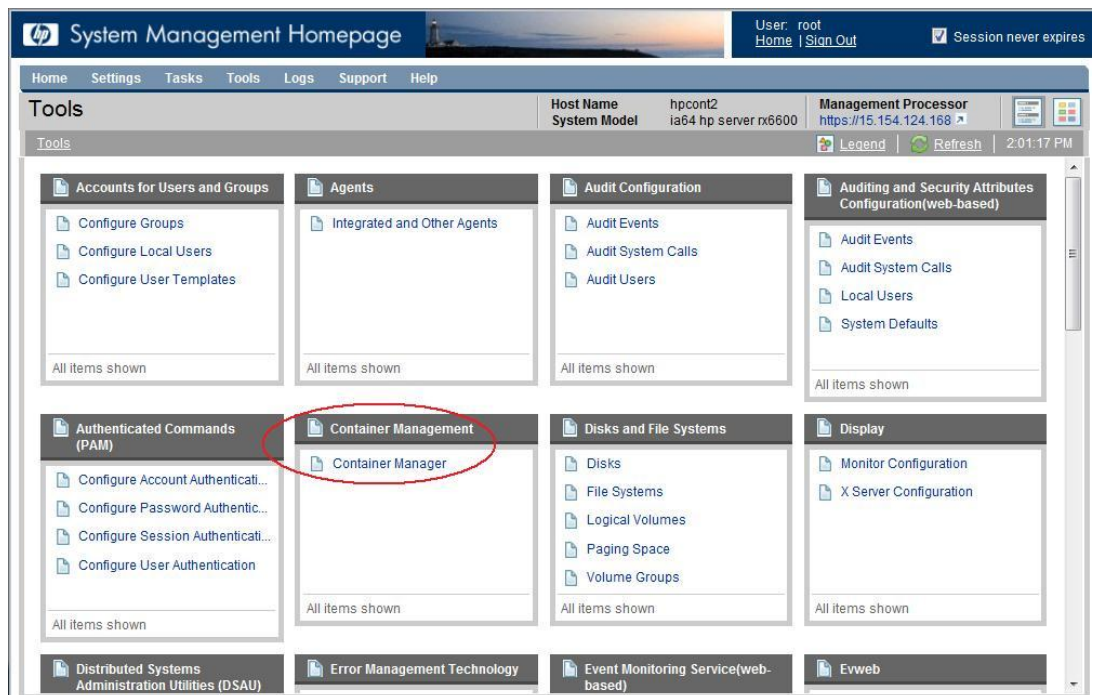 hp System Management Homepage
User: root
Home | Sign Out
Session never expires
Home Settings Tasks Tools Logs Support Help
Tools
Host Name hpcont2
System Model ia64 hp server rx6600
Management Processor
https://15.154.124.168
Tools
Legend | Refresh | 2:01:17 PM
Accounts for Users and Groups
Configure Groups
Configure Local Users
Configure User Templates
All items shown
Agents
Integrated and Other Agents
All items shown
Audit Configuration
Audit Events
Audit System Calls
Audit Users
All items shown
Auditing and Security Attributes
Configuration(web-based)
Audit Events
Audit System Calls
Local Users
System Defaults
All items shown
Authenticated Commands
(PAM)
Configure Account Authenticati...
Configure Password Authentic...
Configure Session Authenticati...
Configure User Authentication
All items shown
Container Management
Container Manager
All items shown
Disks and File Systems
Disks
File Systems
Logical Volumes
Paging Space
Volume Groups
All items shown
Display
Monitor Configuration
X Server Configuration
All items shown
Distributed Systems
Administration Utilities (DSAU)
Error Management Technology
Event Monitoring Service(web-
based)
Evweb